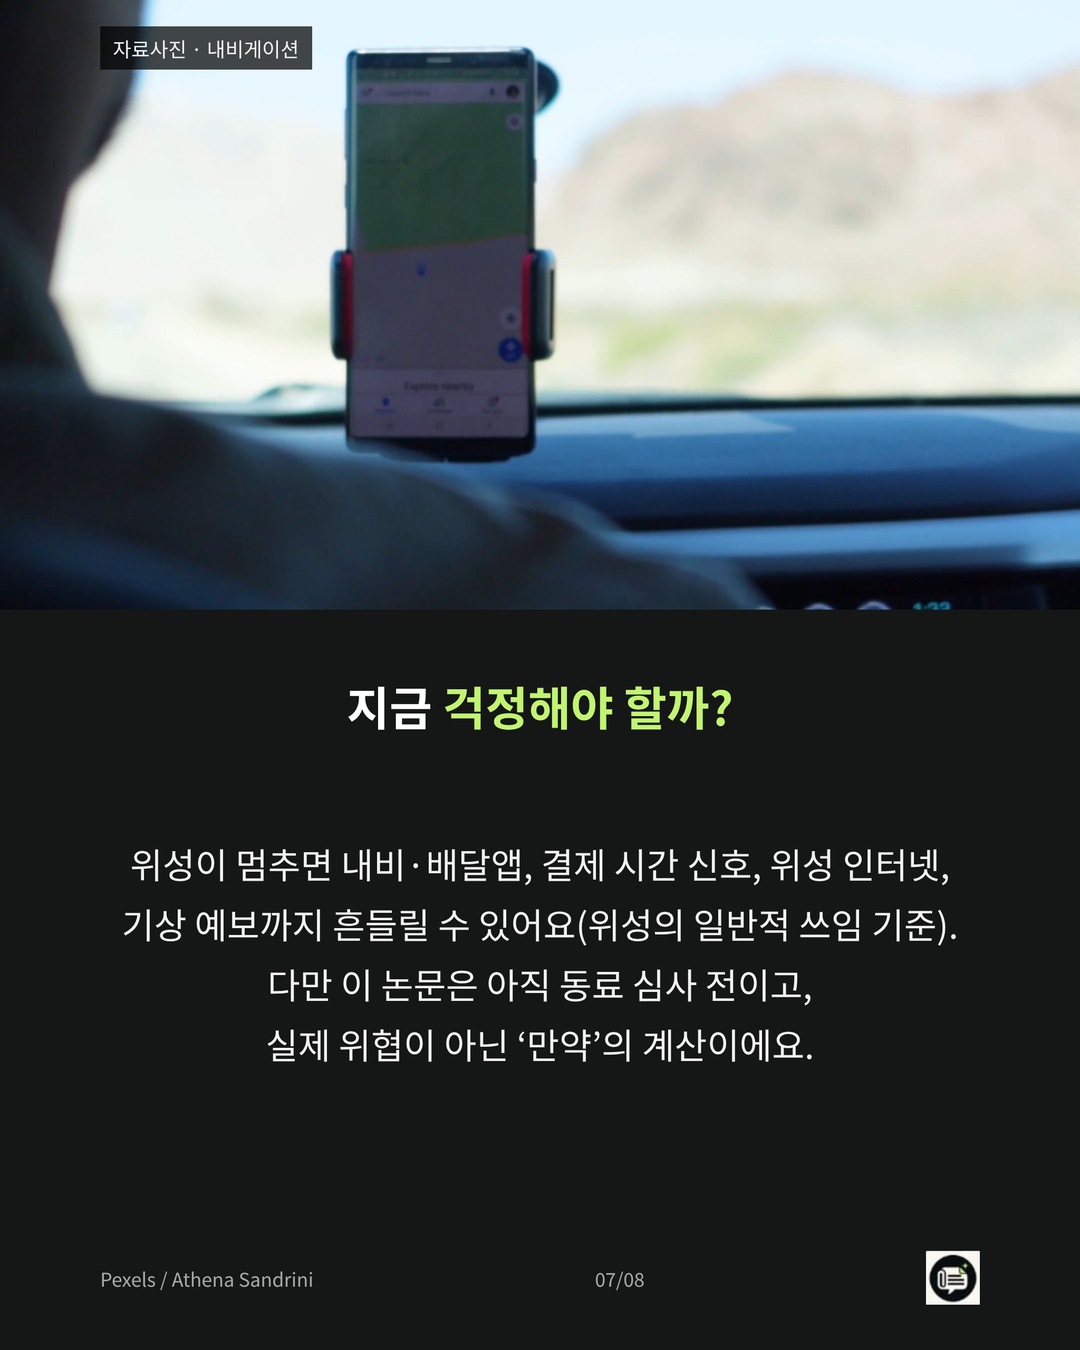 자료사진 · 내비게이션
Explore nearby
지금 걱정해야 할까?
위성이 멈추면 내비·배달앱, 결제 시간 신호, 위성 인터넷,
기상 예보까지 흔들릴 수 있어요(위성의 일반적 쓰임 기준).
다만 이 논문은 아직 동료 심사 전이고,
실제 위협이 아닌 ‘만약’의 계산이에요.
Pexels / Athena Sandrini
07/08